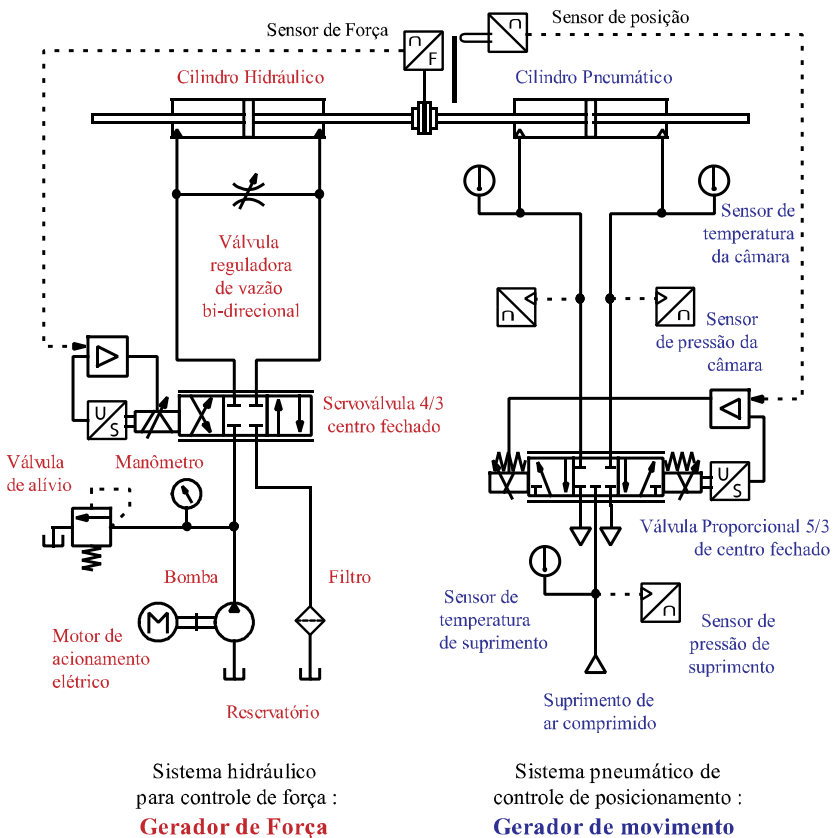 Sensor de Força
Sensor de posição
n
F
n
Cilindro Hidráulico
Cilindro Pneumático
Válvula
reguladora
de vazão
bi-direcional
Sensor de
temperatura
da câmara
n
n
Sensor
de pressão da
câmara
U
S
Servoválvula 4/3
centro fechado
Válvula
de alívio
Manômetro
U
S
Válvula Proporcional 5/3
de centro fechado
Bomba
Filtro
M
Motor de
acionamento
elétrico
Reservatório
Sensor de
temperatura
de suprimento
n
Sensor de
pressão de
suprimento
Suprimento de
ar comprimido
Sistema hidráulico
para controle de força :
Gerador de Força
Sistema pneumático de
controle de posicionamento :
Gerador de movimento